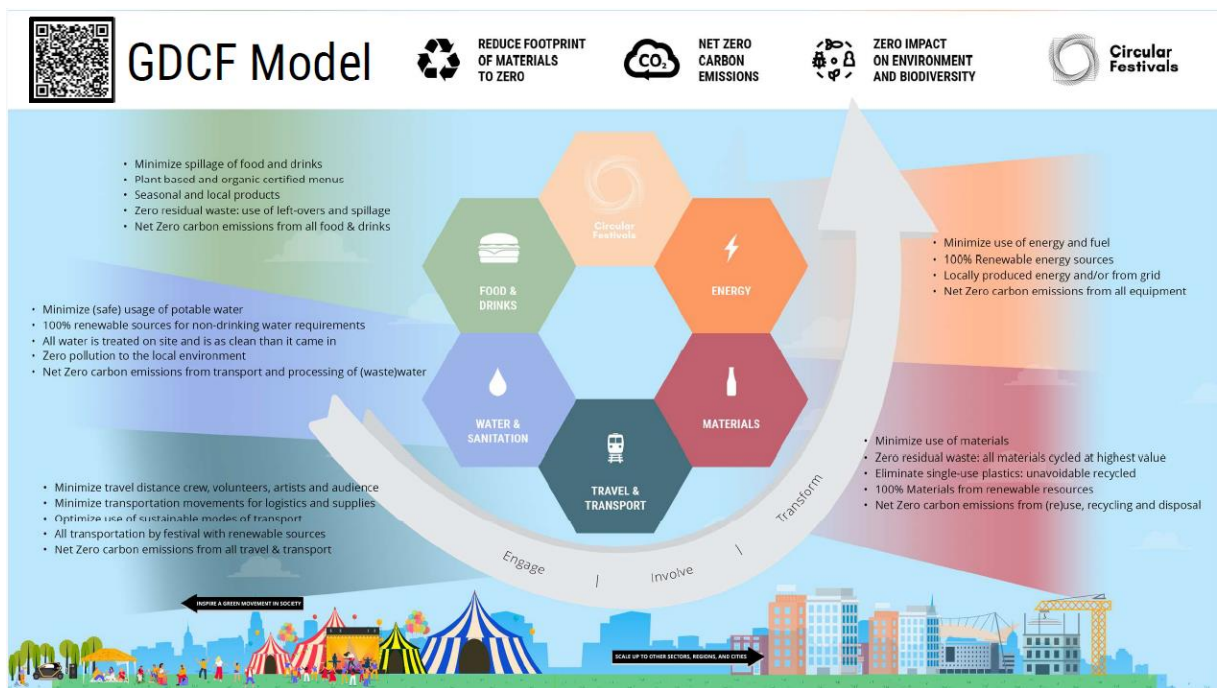 GDCF Model
REDUCE FOOTPRINT
OF MATERIALS
TO ZERO
CO₂
NET ZERO
CARBON
EMISSIONS
ZERO IMPACT
ON ENVIRONMENT
AND BIODIVERSITY
Circular
Festivals
• Minimize spillage of food and drinks
• Plant based and organic certified menus
• Seasonal and local products
• Zero residual waste: use of left-overs and spillage
• Net Zero carbon emissions from all food & drinks
• Minimize (safe) usage of potable water
• 100% renewable sources for non-drinking water requirements
• All water is treated on site and is as clean than it came in
• Zero pollution to the local environment
• Net Zero carbon emissions from transport and processing of (waste)water
• Minimize travel distance crew, volunteers, artists and audience
• Minimize transportation movements for logistics and supplies
• Optimize use of sustainable modes of transport
• All transportation by festival with renewable sources
• Net Zero carbon emissions from all travel & transport
Circular
Festivals
FOOD &
DRINKS
ENERGY
WATER &
SANITATION
MATERIALS
TRAVEL &
TRANSPORT
• Minimize use of energy and fuel
• 100% Renewable energy sources
• Locally produced energy and/or from grid
• Net Zero carbon emissions from all equipment
• Minimize use of materials
• Zero residual waste: all materials cycled at highest value
• Eliminate single-use plastics: unavoidable recycled
• 100% Materials from renewable resources
• Net Zero carbon emissions from (re)use, recycling and disposal
Engage | Involve | Transform
INSPIRE A GREEN MOVEMENT IN SOCIETY
SCALE UP TO OTHER SECTORS, REGIONS, AND CITIES